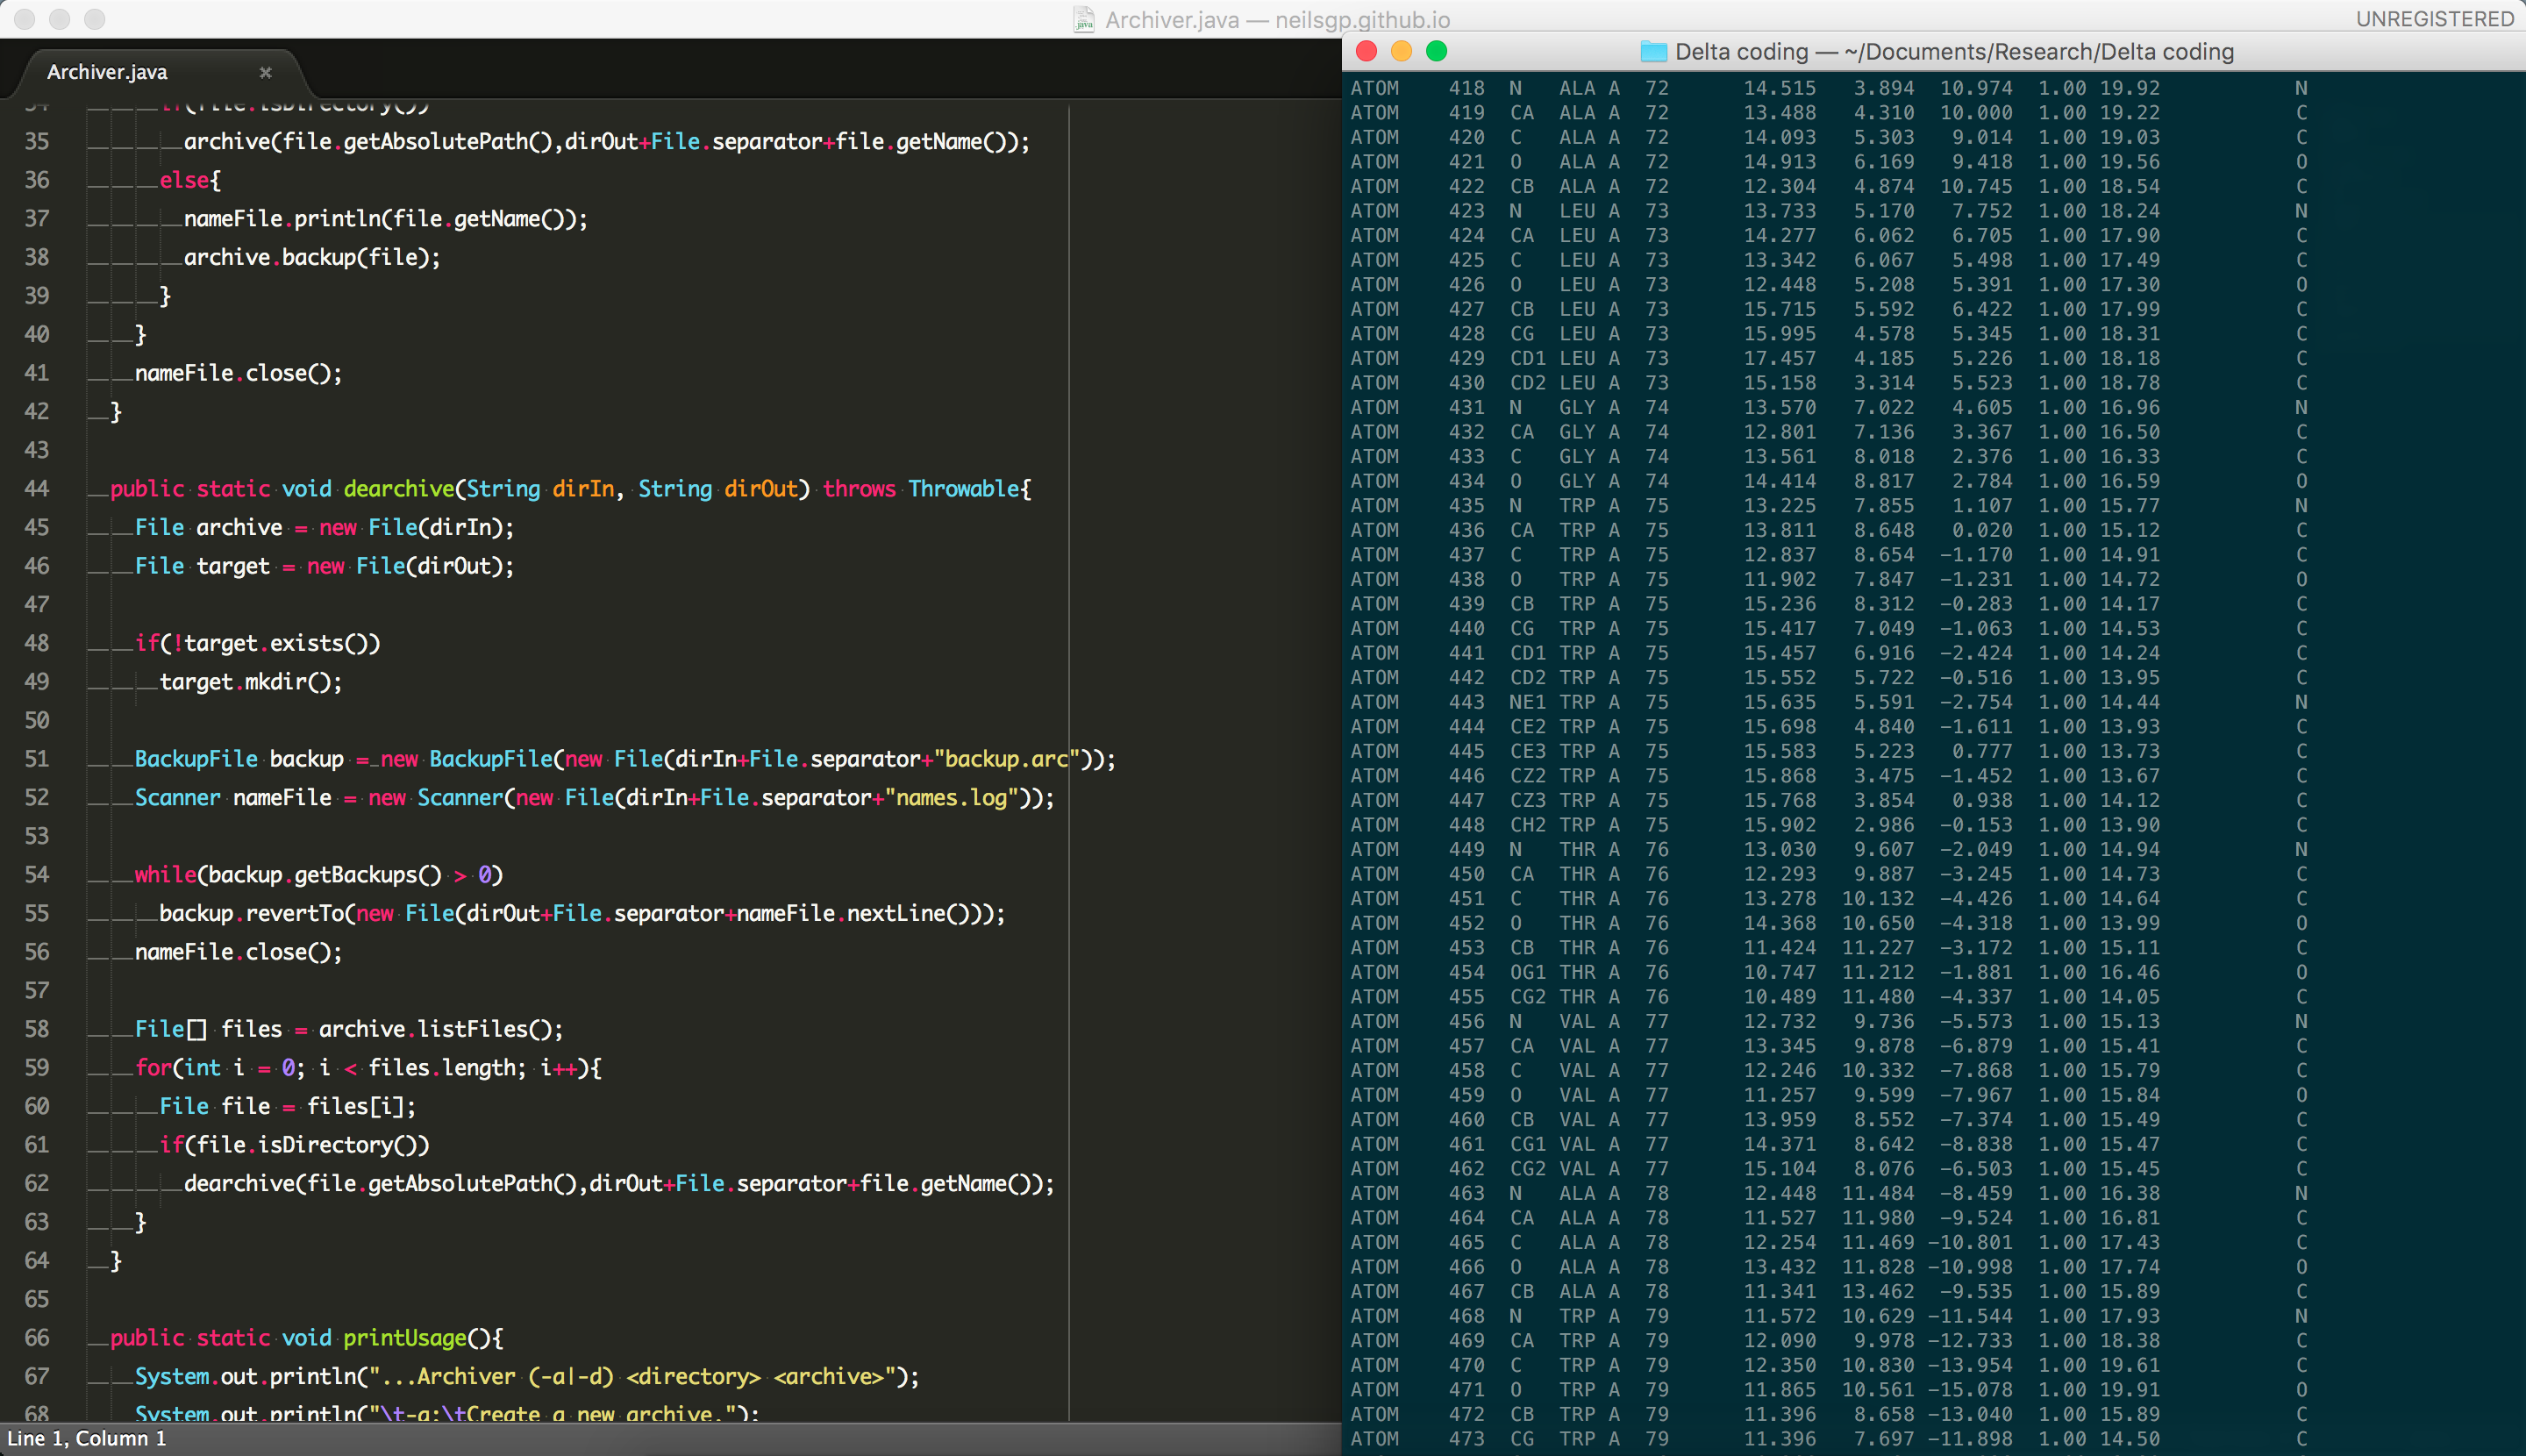 Archiver.java — neilsgp.github.io
UNREGISTERED
Archiver.java ×
34 if(file.isDirectory())
35 archive(file.getAbsolutePath(),dirOut+File.separator+file.getName());
36 else{
37 nameFile.println(file.getName());
38 archive.backup(file);
39 }
40 }
41 nameFile.close();
42 }
43
44 public static void dearchive(String dirIn, String dirOut) throws Throwable{
45 File archive = new File(dirIn);
46 File target = new File(dirOut);
47
48 if(!target.exists())
49 target.mkdir();
50
51 BackupFile backup = new BackupFile(new File(dirIn+File.separator+"backup.arc"));
52 Scanner nameFile = new Scanner(new File(dirIn+File.separator+"names.log"));
53
54 while(backup.getBackups() > 0)
55 backup.revertTo(new File(dirOut+File.separator+nameFile.nextLine()));
56 nameFile.close();
57
58 File[] files = archive.listFiles();
59 for(int i = 0; i < files.length; i++){
60 File file = files[i];
61 if(file.isDirectory())
62 dearchive(file.getAbsolutePath(),dirOut+File.separator+file.getName());
63 }
64 }
65
66 public static void printUsage(){
67 System.out.println("...Archiver (-a|-d) <directory> <archive>");
68 System.out.println("\t-a:\tCreate a new archive.");
Line 1, Column 1
Delta coding — ~/Documents/Research/Delta coding
ATOM 418 N ALA A 72 14.515 3.894 10.974 1.00 19.92 N
ATOM 419 CA ALA A 72 13.488 4.310 10.000 1.00 19.22 C
ATOM 420 C ALA A 72 14.093 5.303 9.014 1.00 19.03 C
ATOM 421 O ALA A 72 14.913 6.169 9.418 1.00 19.56 O
ATOM 422 CB ALA A 72 12.304 4.874 10.745 1.00 18.54 C
ATOM 423 N LEU A 73 13.733 5.170 7.752 1.00 18.24 N
ATOM 424 CA LEU A 73 14.277 6.062 6.705 1.00 17.90 C
ATOM 425 C LEU A 73 13.342 6.067 5.498 1.00 17.49 C
ATOM 426 O LEU A 73 12.448 5.208 5.391 1.00 17.30 O
ATOM 427 CB LEU A 73 15.715 5.592 6.422 1.00 17.99 C
ATOM 428 CG LEU A 73 15.995 4.578 5.345 1.00 18.31 C
ATOM 429 CD1 LEU A 73 17.457 4.185 5.226 1.00 18.18 C
ATOM 430 CD2 LEU A 73 15.158 3.314 5.523 1.00 18.78 C
ATOM 431 N GLY A 74 13.570 7.022 4.605 1.00 16.96 N
ATOM 432 CA GLY A 74 12.801 7.136 3.367 1.00 16.50 C
ATOM 433 C GLY A 74 13.561 8.018 2.376 1.00 16.33 C
ATOM 434 O GLY A 74 14.414 8.817 2.784 1.00 16.59 O
ATOM 435 N TRP A 75 13.225 7.855 1.107 1.00 15.77 N
ATOM 436 CA TRP A 75 13.811 8.648 0.020 1.00 15.12 C
ATOM 437 C TRP A 75 12.837 8.654 -1.170 1.00 14.91 C
ATOM 438 O TRP A 75 11.902 7.847 -1.231 1.00 14.72 O
ATOM 439 CB TRP A 75 15.236 8.312 -0.283 1.00 14.17 C
ATOM 440 CG TRP A 75 15.417 7.049 -1.063 1.00 14.53 C
ATOM 441 CD1 TRP A 75 15.457 6.916 -2.424 1.00 14.24 C
ATOM 442 CD2 TRP A 75 15.552 5.722 -0.516 1.00 13.95 C
ATOM 443 NE1 TRP A 75 15.635 5.591 -2.754 1.00 14.44 N
ATOM 444 CE2 TRP A 75 15.698 4.840 -1.611 1.00 13.93 C
ATOM 445 CE3 TRP A 75 15.583 5.223 0.777 1.00 13.73 C
ATOM 446 CZ2 TRP A 75 15.868 3.475 -1.452 1.00 13.67 C
ATOM 447 CZ3 TRP A 75 15.768 3.854 0.938 1.00 14.12 C
ATOM 448 CH2 TRP A 75 15.902 2.986 -0.153 1.00 13.90 C
ATOM 449 N THR A 76 13.030 9.607 -2.049 1.00 14.94 N
ATOM 450 CA THR A 76 12.293 9.887 -3.245 1.00 14.73 C
ATOM 451 C THR A 76 13.278 10.132 -4.426 1.00 14.64 C
ATOM 452 O THR A 76 14.368 10.650 -4.318 1.00 13.99 O
ATOM 453 CB THR A 76 11.424 11.227 -3.172 1.00 15.11 C
ATOM 454 OG1 THR A 76 10.747 11.212 -1.881 1.00 16.46 O
ATOM 455 CG2 THR A 76 10.489 11.480 -4.337 1.00 14.05 C
ATOM 456 N VAL A 77 12.732 9.736 -5.573 1.00 15.13 N
ATOM 457 CA VAL A 77 13.345 9.878 -6.879 1.00 15.41 C
ATOM 458 C VAL A 77 12.246 10.332 -7.868 1.00 15.79 C
ATOM 459 O VAL A 77 11.257 9.599 -7.967 1.00 15.84 O
ATOM 460 CB VAL A 77 13.959 8.552 -7.374 1.00 15.49 C
ATOM 461 CG1 VAL A 77 14.371 8.642 -8.838 1.00 15.47 C
ATOM 462 CG2 VAL A 77 15.104 8.076 -6.503 1.00 15.45 C
ATOM 463 N ALA A 78 12.448 11.484 -8.459 1.00 16.38 N
ATOM 464 CA ALA A 78 11.527 11.980 -9.524 1.00 16.81 C
ATOM 465 C ALA A 78 12.254 11.469 -10.801 1.00 17.43 C
ATOM 466 O ALA A 78 13.432 11.828 -10.998 1.00 17.74 O
ATOM 467 CB ALA A 78 11.341 13.462 -9.535 1.00 15.89 C
ATOM 468 N TRP A 79 11.572 10.629 -11.544 1.00 17.93 N
ATOM 469 CA TRP A 79 12.090 9.978 -12.733 1.00 18.38 C
ATOM 470 C TRP A 79 12.350 10.830 -13.954 1.00 19.61 C
ATOM 471 O TRP A 79 11.865 10.561 -15.078 1.00 19.91 O
ATOM 472 CB TRP A 79 11.396 8.658 -13.040 1.00 15.89 C
ATOM 473 CG TRP A 79 11.396 7.697 -11.898 1.00 14.50 C